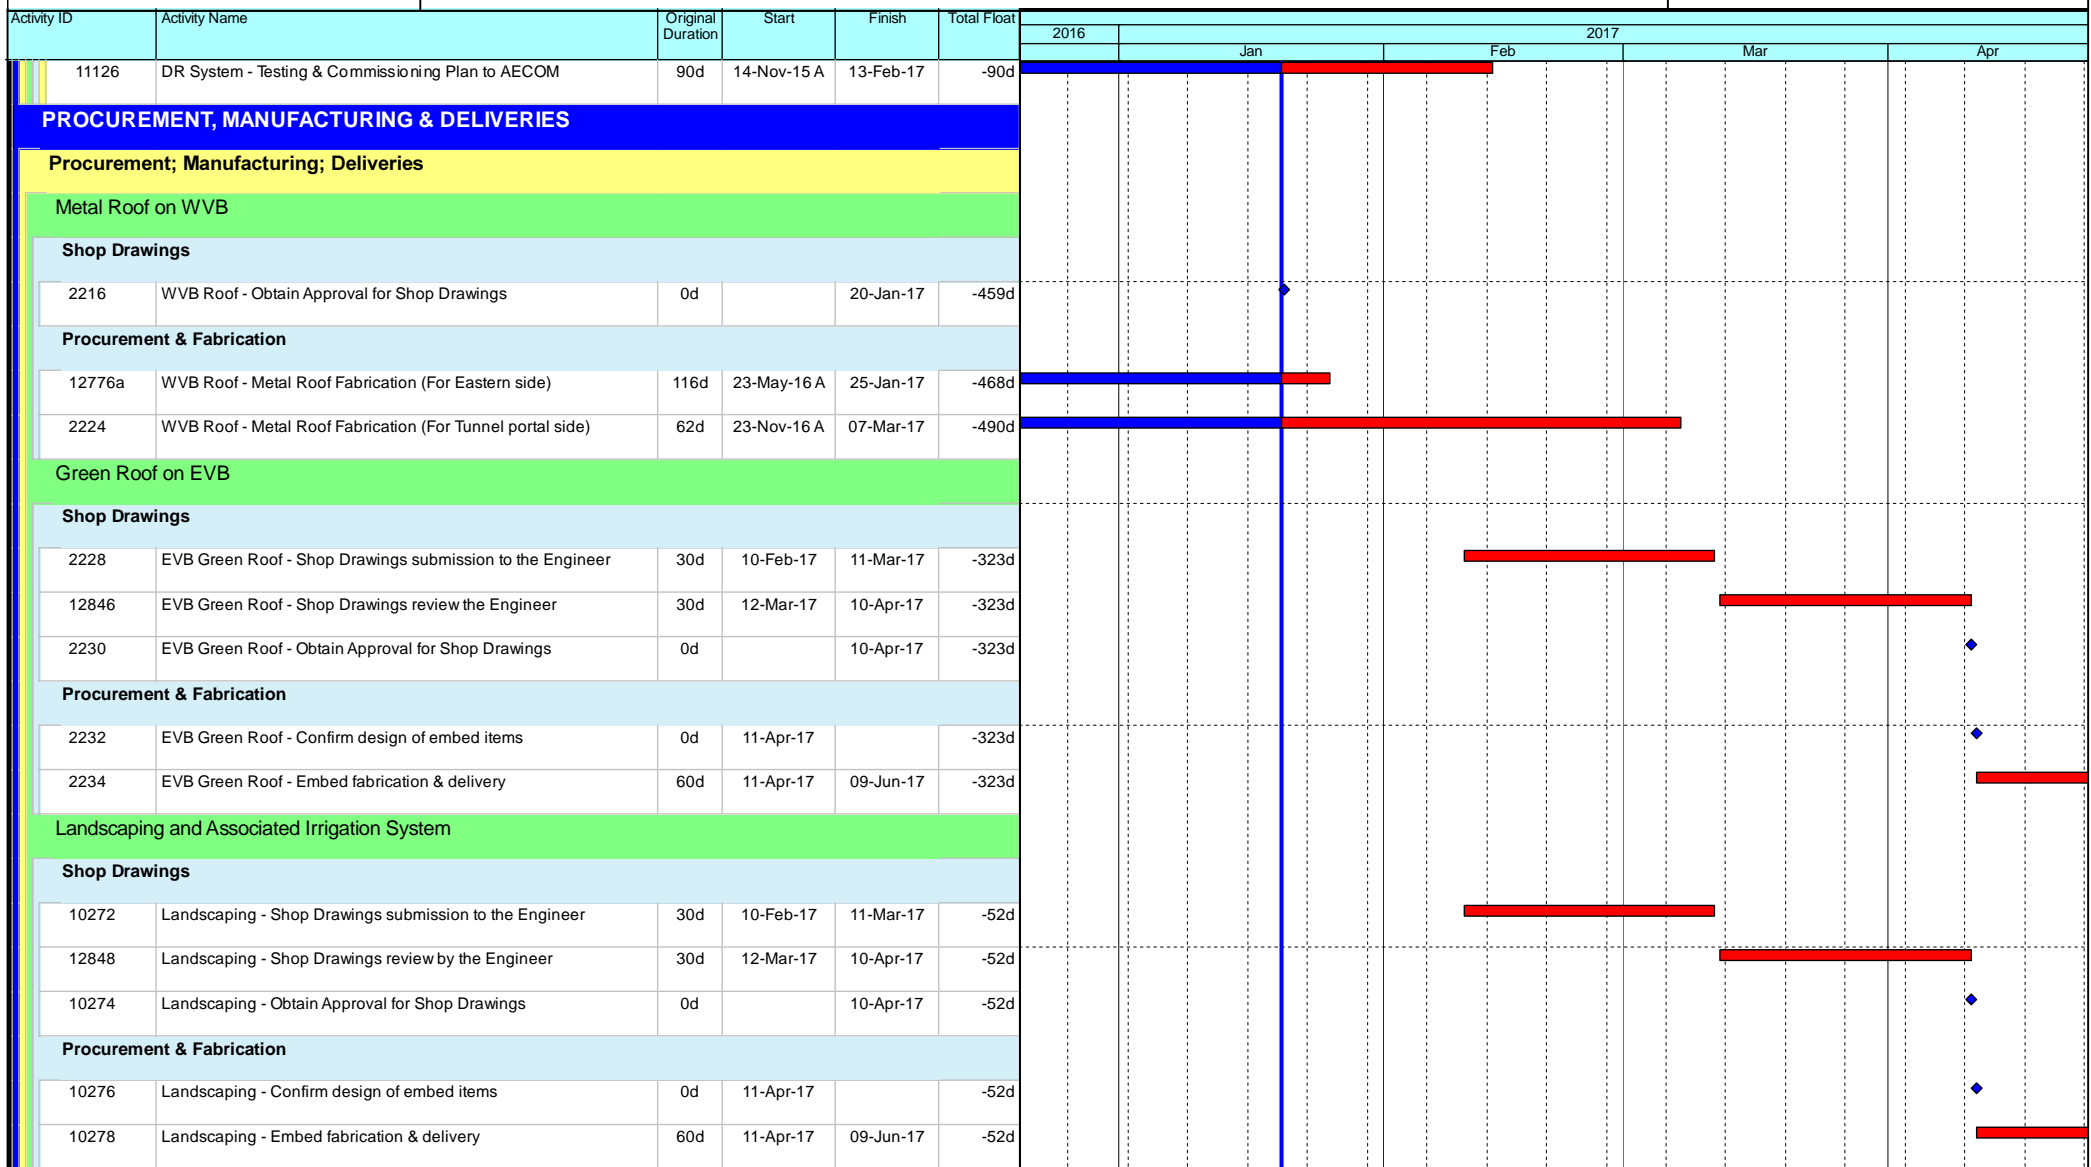 Activity ID Activity Name Original Duration Start Finish Total Float
2016 2017
Jan Feb Mar Apr
11126 DR System - Testing & Commissioning Plan to AECOM 90d 14-Nov-15 A 13-Feb-17 -90d
PROCUREMENT, MANUFACTURING & DELIVERIES
Procurement; Manufacturing; Deliveries
Metal Roof on WVB
Shop Drawings
2216 WVB Roof - Obtain Approval for Shop Drawings 0d 20-Jan-17 -459d
Procurement & Fabrication
12776a WVB Roof - Metal Roof Fabrication (For Eastern side) 116d 23-May-16 A 25-Jan-17 -468d
2224 WVB Roof - Metal Roof Fabrication (For Tunnel portal side) 62d 23-Nov-16 A 07-Mar-17 -490d
Green Roof on EVB
Shop Drawings
2228 EVB Green Roof - Shop Drawings submission to the Engineer 30d 10-Feb-17 11-Mar-17 -323d
12846 EVB Green Roof - Shop Drawings review the Engineer 30d 12-Mar-17 10-Apr-17 -323d
2230 EVB Green Roof - Obtain Approval for Shop Drawings 0d 10-Apr-17 -323d
Procurement & Fabrication
2232 EVB Green Roof - Confirm design of embed items 0d 11-Apr-17 -323d
2234 EVB Green Roof - Embed fabrication & delivery 60d 11-Apr-17 09-Jun-17 -323d
Landscaping and Associated Irrigation System
Shop Drawings
10272 Landscaping - Shop Drawings submission to the Engineer 30d 10-Feb-17 11-Mar-17 -52d
12848 Landscaping - Shop Drawings review by the Engineer 30d 12-Mar-17 10-Apr-17 -52d
10274 Landscaping - Obtain Approval for Shop Drawings 0d 10-Apr-17 -52d
Procurement & Fabrication
10276 Landscaping - Confirm design of embed items 0d 11-Apr-17 -52d
10278 Landscaping - Embed fabrication & delivery 60d 11-Apr-17 09-Jun-17 -52d